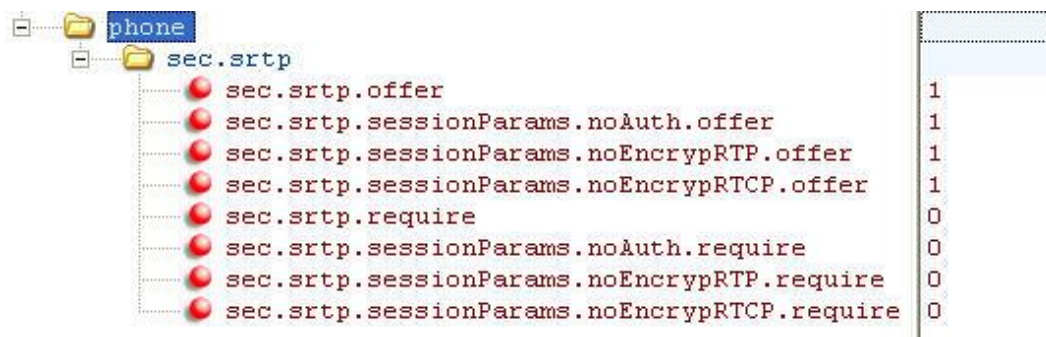 phone
sec.srtp
sec.srtp.offer 1
sec.srtp.sessionParams.noAuth.offer 1
sec.srtp.sessionParams.noEncrypRTP.offer 1
sec.srtp.sessionParams.noEncrypRTCP.offer 1
sec.srtp.require 0
sec.srtp.sessionParams.noAuth.require 0
sec.srtp.sessionParams.noEncrypRTP.require 0
sec.srtp.sessionParams.noEncrypRTCP.require 0